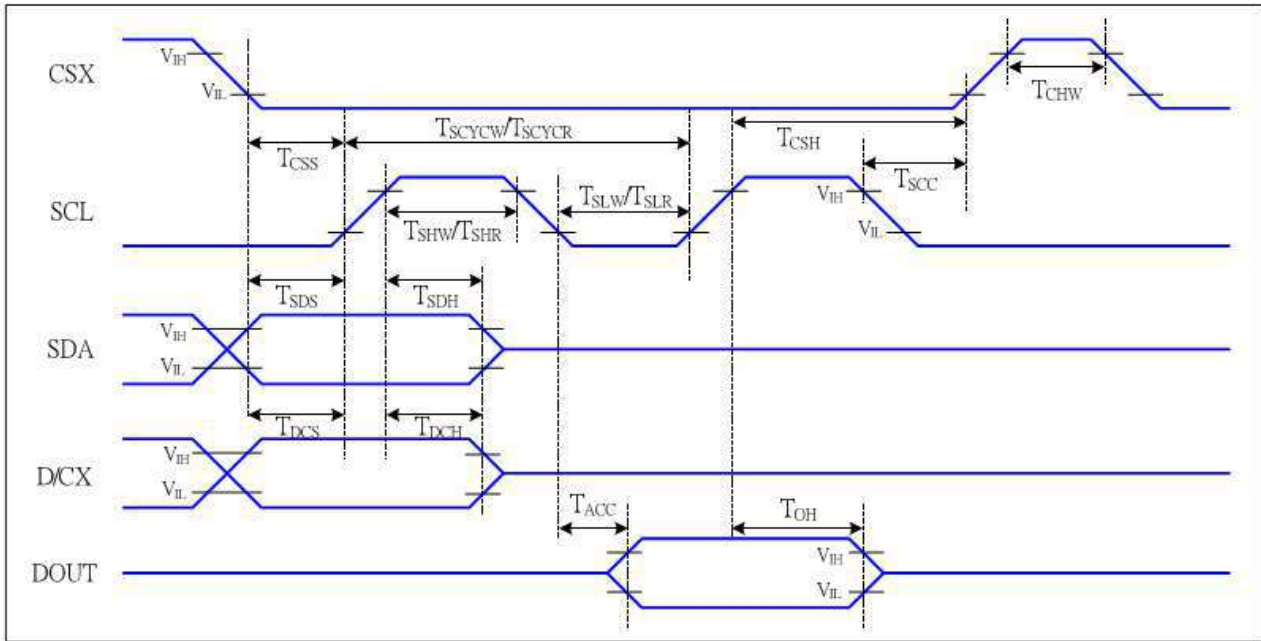 V_IH
CSX
V_IL
T_CHW
T_SCYCW/T_SCYCR
T_CSS
T_CSH
T_SCC
T_SLW/T_SLR
SCL
V_IH
T_SHW/T_SHR
V_IL
T_SDS
T_SDH
V_IH
SDA
V_IL
T_DCS
T_DCH
V_IH
D/CX
V_IL
T_ACC
T_OH
V_IH
DOUT
V_IL